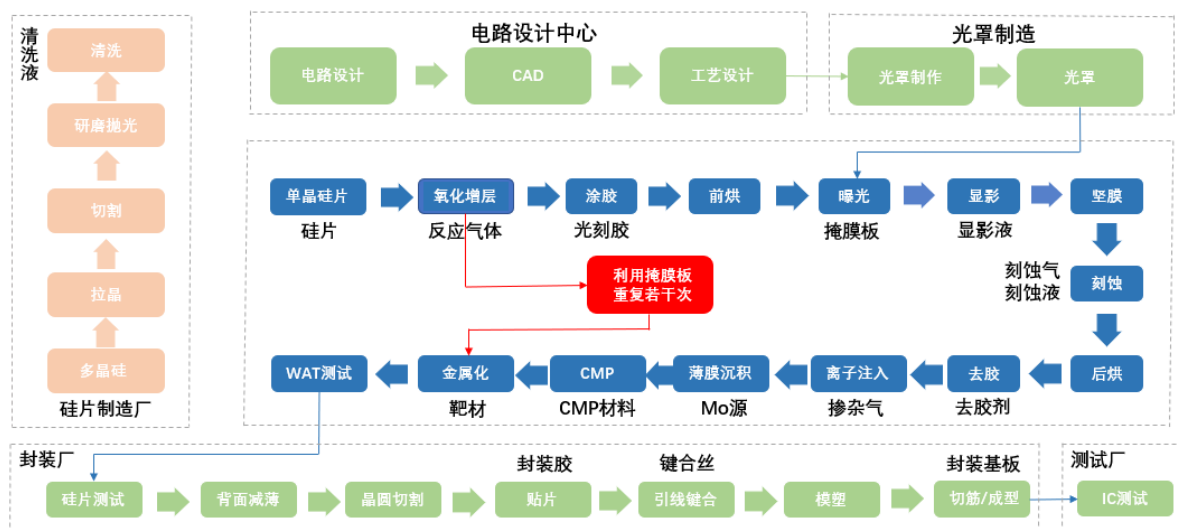 清洗液
清洗
研磨抛光
切割
拉晶
多晶硅
硅片制造厂
电路设计中心
电路设计
CAD
工艺设计
光罩制造
光罩制作
光罩
单晶硅片
氧化增层
涂胶
前烘
曝光
显影
坚膜
硅片
反应气体
光刻胶
掩膜板
显影液
利用掩膜板
重复若干次
刻蚀气
刻蚀液
刻蚀
WAT测试
金属化
CMP
薄膜沉积
离子注入
去胶
后烘
靶材
CMP材料
Mo源
掺杂气
去胶剂
封装厂
封装胶
键合丝
封装基板
硅片测试
背面减薄
晶圆切割
贴片
引线键合
模塑
切筋/成型
测试厂
IC测试